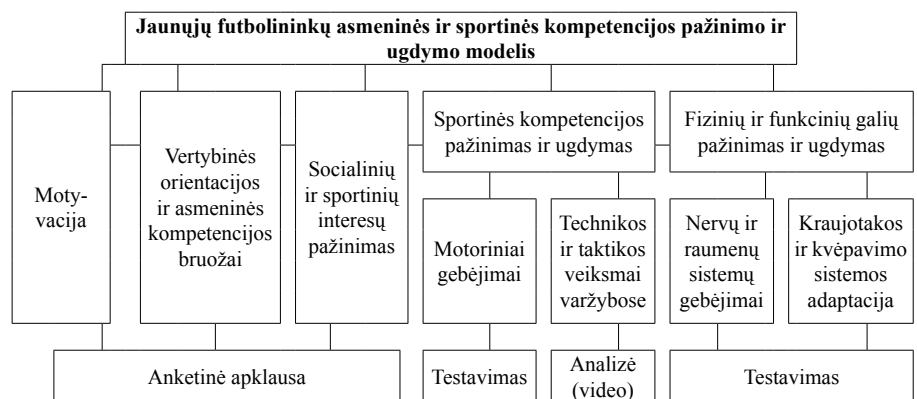 Jaunųjų futbolininkų asmeninės ir sportinės kompetencijos pažinimo ir
ugdymo modelis
Moty-
vacija
Vertybinės
orientacijos
ir asmeninės
kompetencijos
bruožai
Socialinių
ir sportinių
interesų
pažinimas
Sportinės kompetencijos
pažinimas ir ugdymas
Fizinių ir funkcinių galių
pažinimas ir ugdymas
Motoriniai
gebėjimai
Technikos
ir taktikos
veiksmai
varžybose
Nervų ir
raumenų
sistemų
gebėjimai
Kraujotakos
ir kvėpavimo
sistemos
adaptacija
Anketinė apklausa
Testavimas
Analizė
(video)
Testavimas